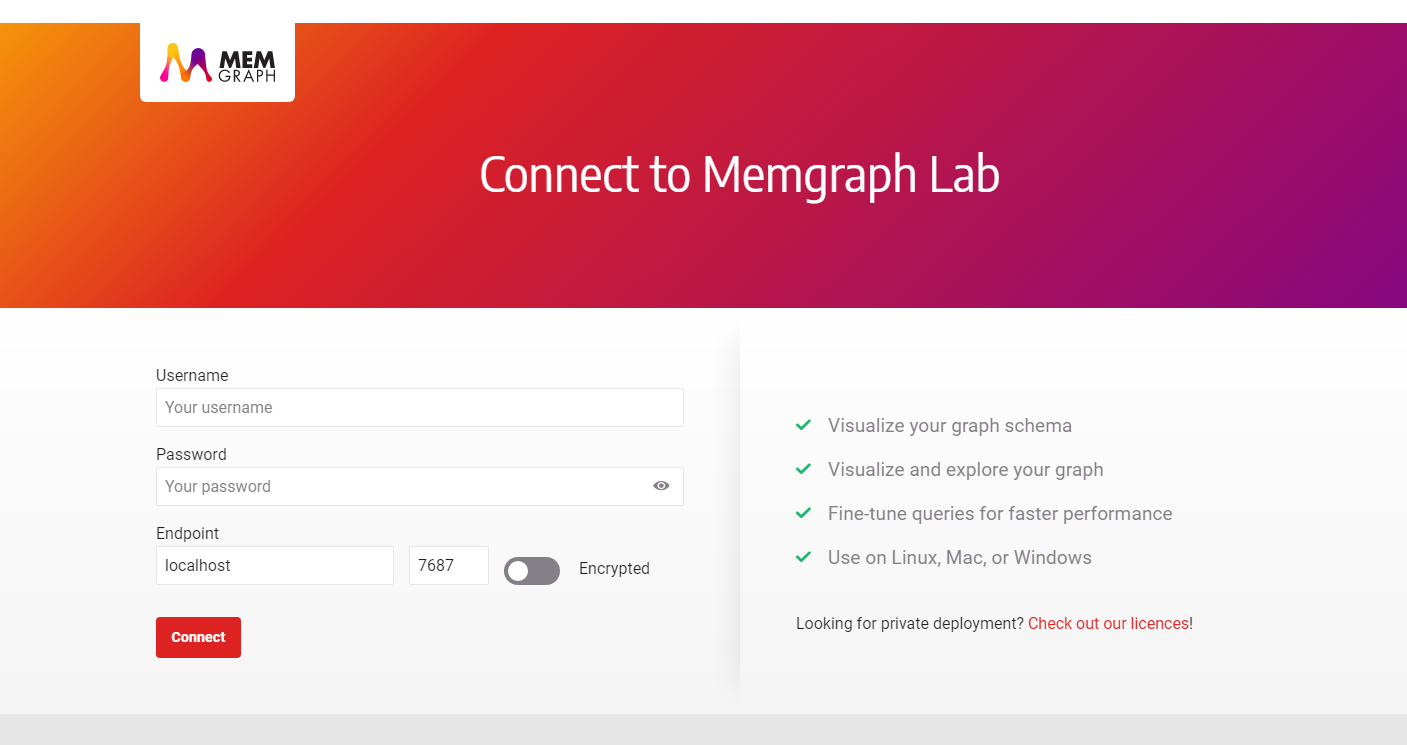 MEM
GRAPH
Connect to Memgraph Lab
Username
Your username
Password
Your password
Endpoint
localhost 7687 Encrypted
Connect
Visualize your graph schema
Visualize and explore your graph
Fine-tune queries for faster performance
Use on Linux, Mac, or Windows
Looking for private deployment? Check out our licences!